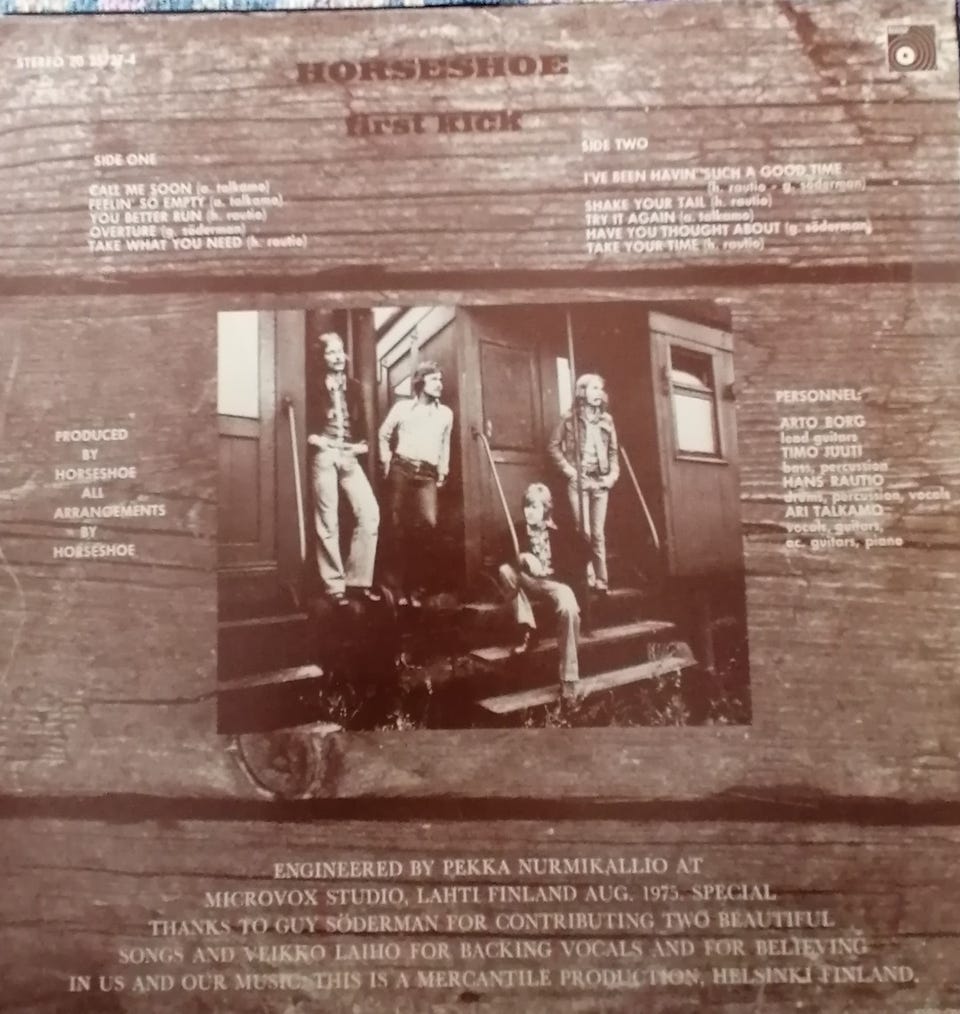 STEREO 20 25727-4
HORSESHOE
first kick
SIDE ONE
CALL ME SOON (a. talkamo)
FEELIN' SO EMPTY (a. talkamo)
YOU BETTER RUN (h. rautio)
OVERTURE (g. söderman)
TAKE WHAT YOU NEED (h. rautio)
SIDE TWO
I'VE BEEN HAVIN' SUCH A GOOD TIME
(h. rautio - g. söderman)
SHAKE YOUR TAIL (h. rautio)
TRY IT AGAIN (a. talkamo)
HAVE YOU THOUGHT ABOUT (g. söderman)
TAKE YOUR TIME (h. rautio)
PRODUCED
BY
HORSESHOE
ALL
ARRANGEMENTS
BY
HORSESHOE
PERSONNEL:
ARTO BORG
lead guitars
TIMO JUUTI
bass, percussion
HANS RAUTIO
drums, percussion, vocals
ARI TALKAMO
vocals, guitars,
ac. guitars, piano
ENGINEERED BY PEKKA NURMIKALLIO AT
MICROVOX STUDIO, LAHTI FINLAND AUG. 1975. SPECIAL
THANKS TO GUY SÖDERMAN FOR CONTRIBUTING TWO BEAUTIFUL
SONGS AND VEIKKO LAIHO FOR BACKING VOCALS AND FOR BELIEVING
IN US AND OUR MUSIC. THIS IS A MERCANTILE PRODUCTION, HELSINKI FINLAND.